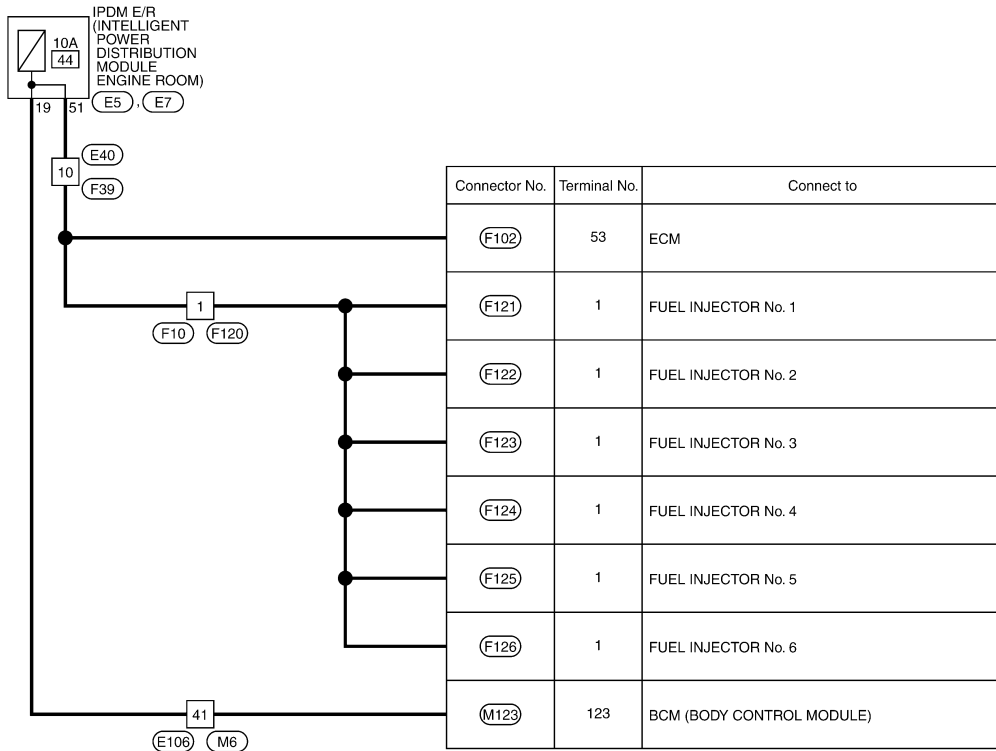 IPDM E/R
(INTELLIGENT
POWER
DISTRIBUTION
MODULE
ENGINE ROOM)
10A
44
E5 , E7
19 51
10
E40
F39
Connector No. Terminal No. Connect to
F102 53 ECM
1
F10 F120
F121 1 FUEL INJECTOR No. 1
F122 1 FUEL INJECTOR No. 2
F123 1 FUEL INJECTOR No. 3
F124 1 FUEL INJECTOR No. 4
F125 1 FUEL INJECTOR No. 5
F126 1 FUEL INJECTOR No. 6
41
E106 M6
M123 123 BCM (BODY CONTROL MODULE)